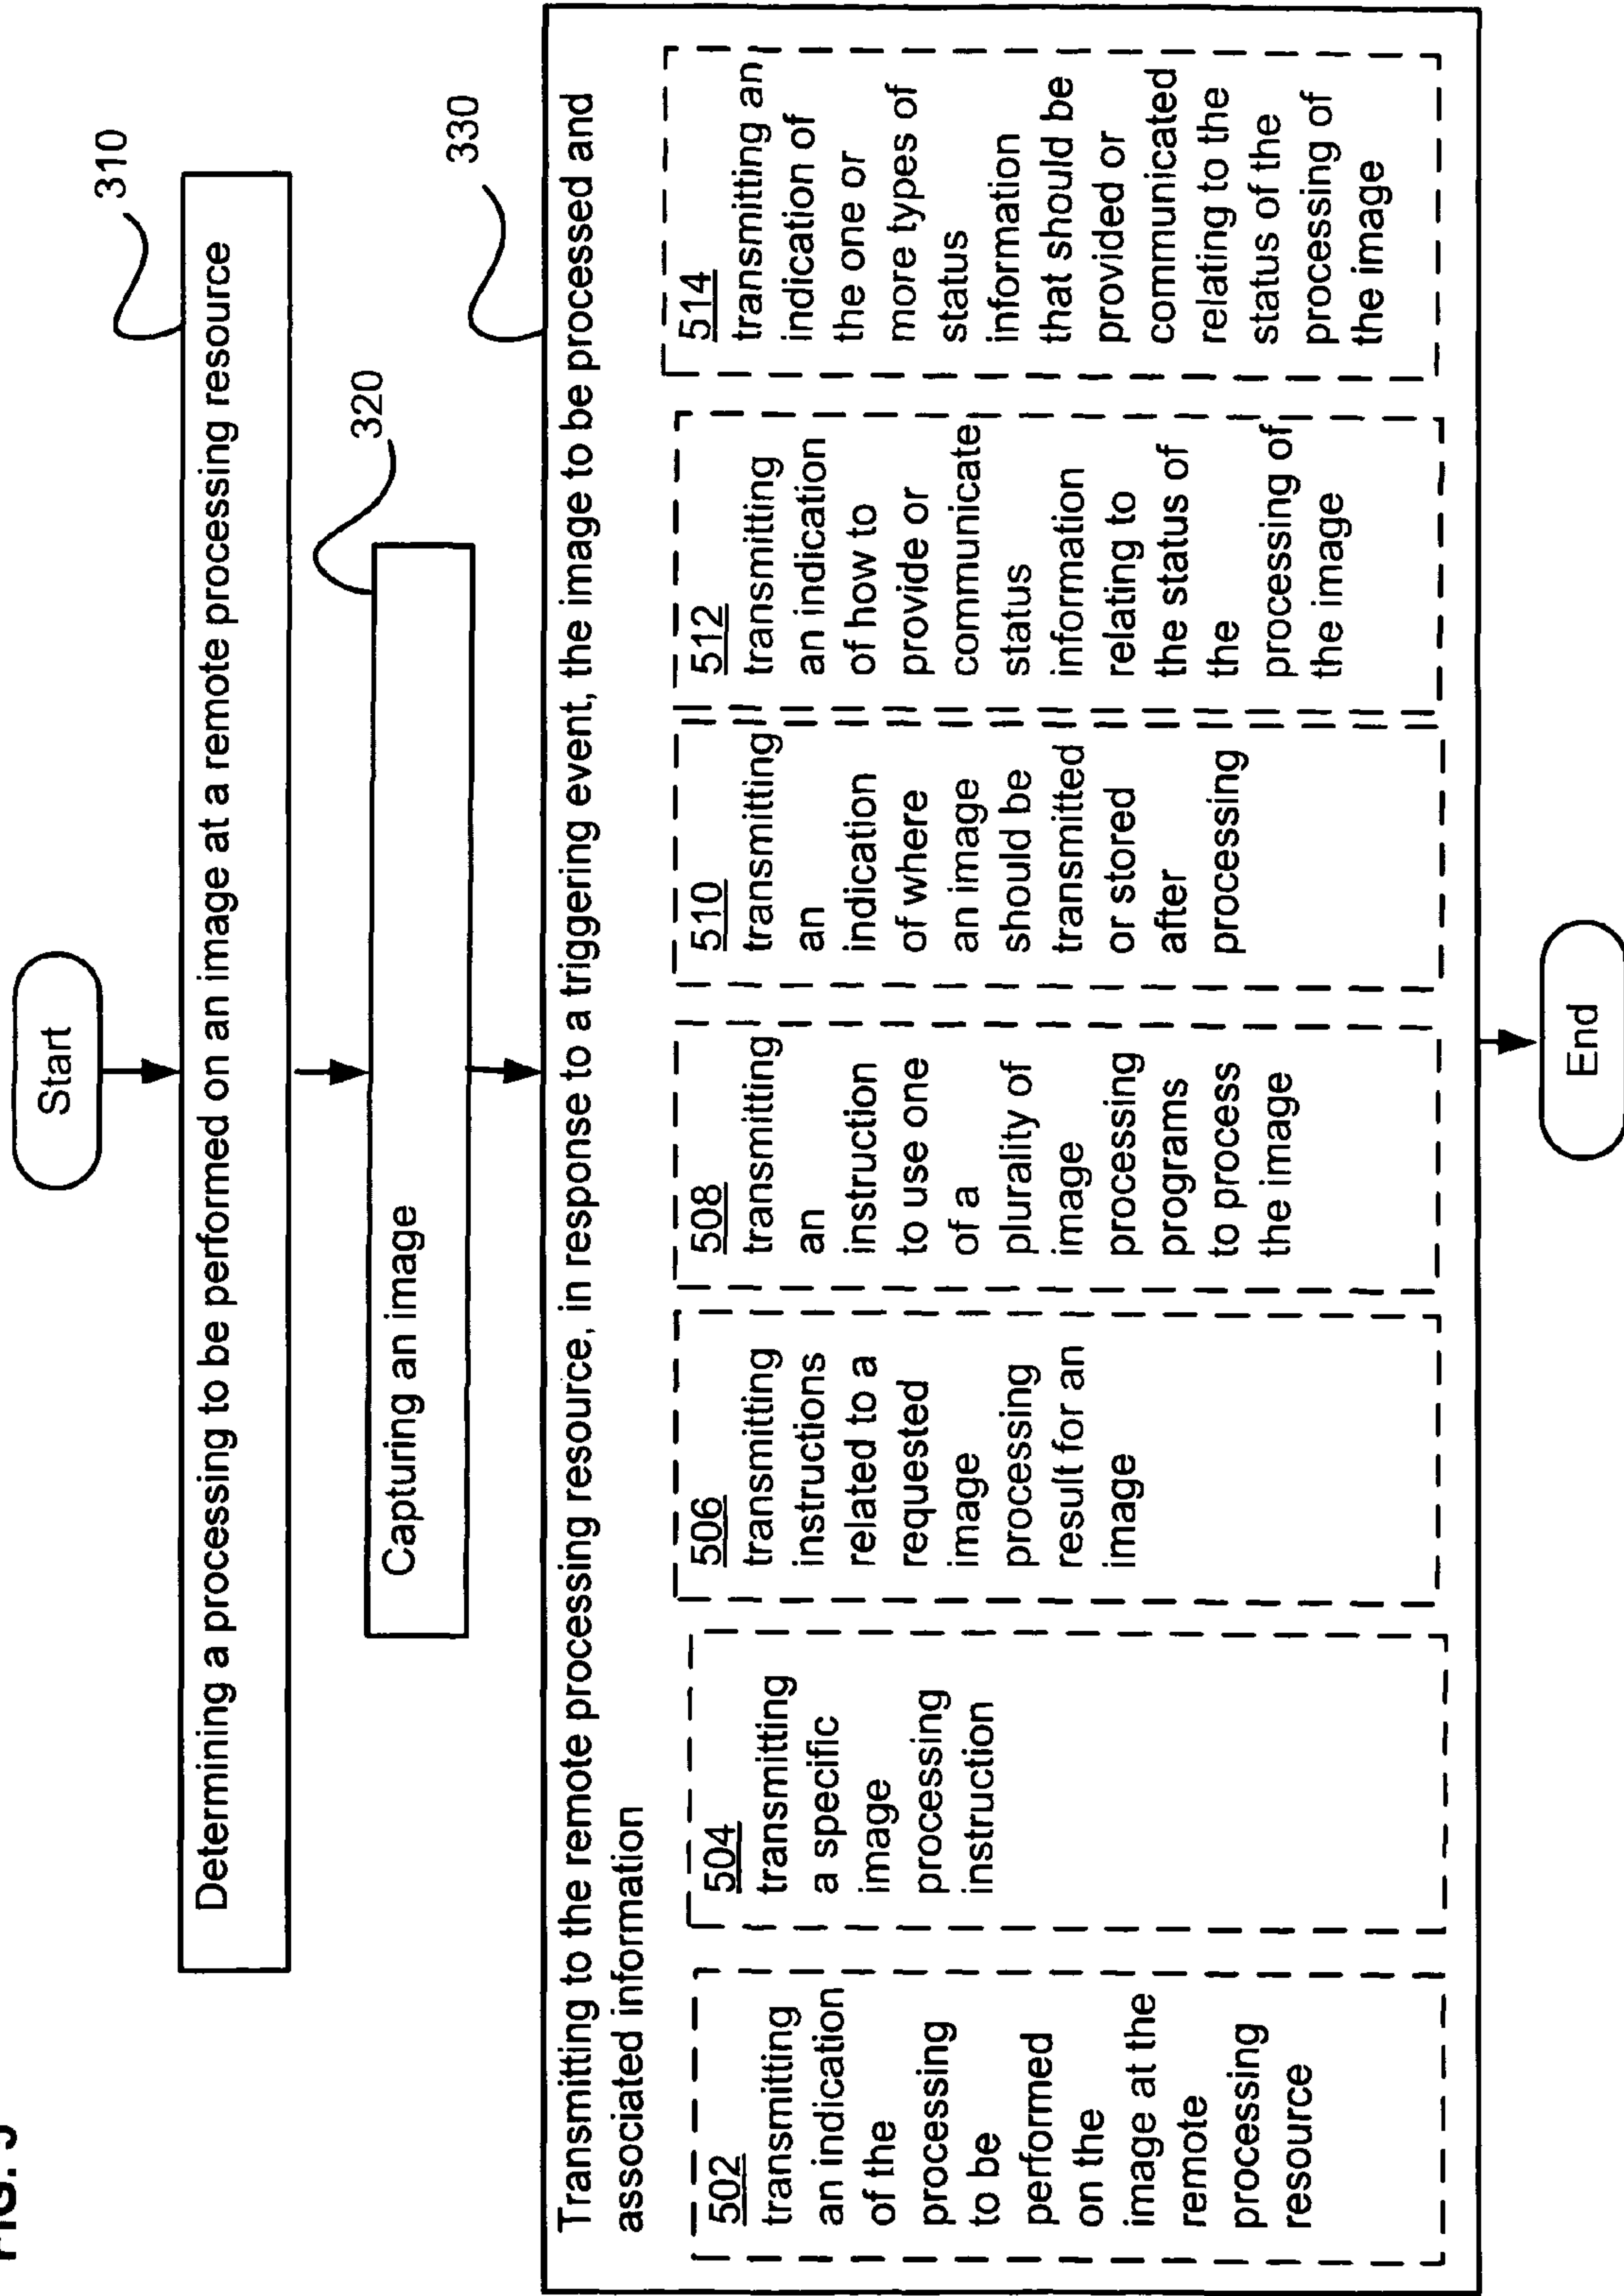 FIG. 5
Start
310
Determining a processing to be performed on an image at a remote processing resource
320
Capturing an image
330
Transmitting to the remote processing resource, in response to a triggering event, the image to be processed and
associated information
502
transmitting
an indication
of the
processing
to be
performed
on the
image at the
remote
processing
resource
504
transmitting
a specific
image
processing
instruction
506
transmitting
instructions
related to a
requested
image
processing
result for an
image
508
transmitting
an
instruction
to use one
of a
plurality of
image
processing
programs
to process
the image
510
transmitting
an
indication
of where
an image
should be
transmitted
or stored
after
processing
512
transmitting
an indication
of how to
provide or
communicate
status
information
relating to
the status of
the
processing of
the image
514
transmitting an
indication of
the one or
more types of
status
information
that should be
provided or
communicated
relating to the
status of the
processing of
the image
End